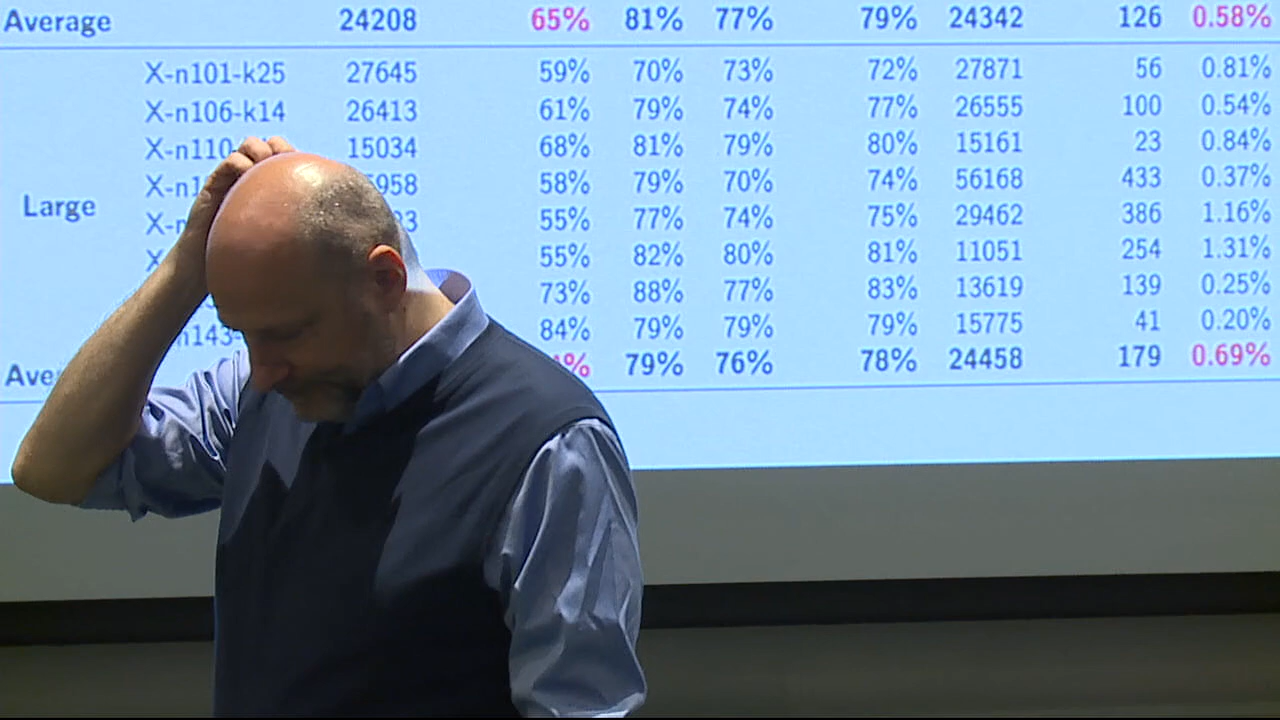 Average 24208 65% 81% 77% 79% 24342 126 0.58%
X-n101-k25 27645 59% 70% 73% 72% 27871 56 0.81%
X-n106-k14 26413 61% 79% 74% 77% 26555 100 0.54%
X-n110 15034 68% 81% 79% 80% 15161 23 0.84%
X-n1 958 58% 79% 70% 74% 56168 433 0.37%
Large X-n 3 55% 77% 74% 75% 29462 386 1.16%
X 55% 82% 80% 81% 11051 254 1.31%
73% 88% 77% 83% 13619 139 0.25%
n143- 84% 79% 79% 79% 15775 41 0.20%
Ave % 79% 76% 78% 24458 179 0.69%